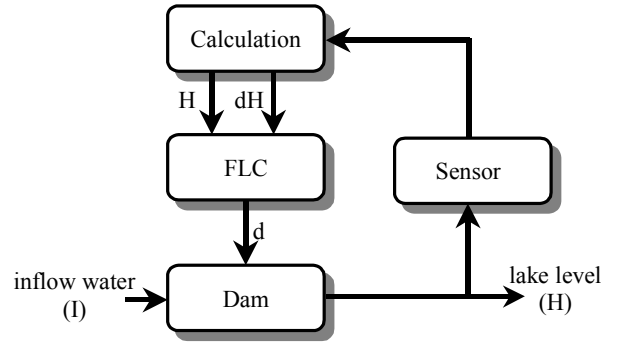 Calculation
H dH
FLC
Sensor
d
inflow water
(I)
Dam
lake level
(H)